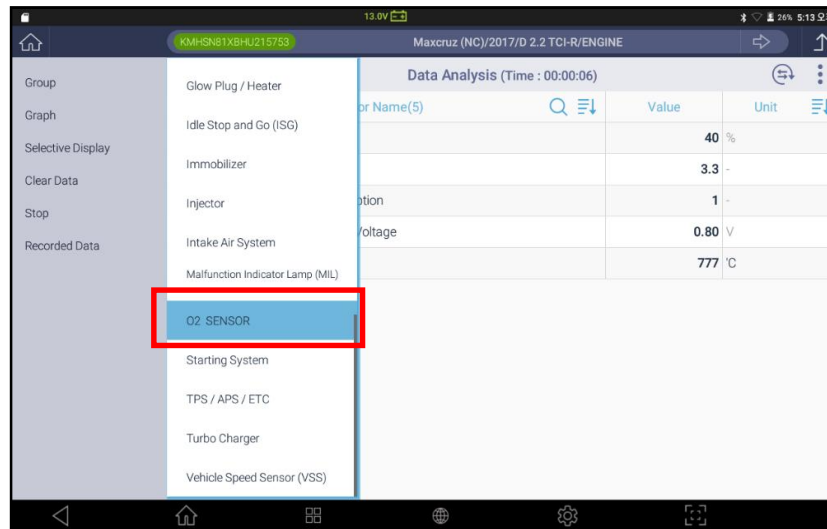 13.0V
26% 5:13
KMHSN81XBHU215753
Maxcruz (NC)/2017/D 2.2 TCI-R/ENGINE
Group
Graph
Selective Display
Clear Data
Stop
Recorded Data
Glow Plug / Heater
Idle Stop and Go (ISG)
Immobilizer
Injector
Intake Air System
Malfunction Indicator Lamp (MIL)
O2 SENSOR
Starting System
TPS / APS / ETC
Turbo Charger
Vehicle Speed Sensor (VSS)
Data Analysis (Time : 00:00:06)
or Name(5) Value Unit
40 %
3.3 -
ption 1 -
Voltage 0.80 V
777 'C